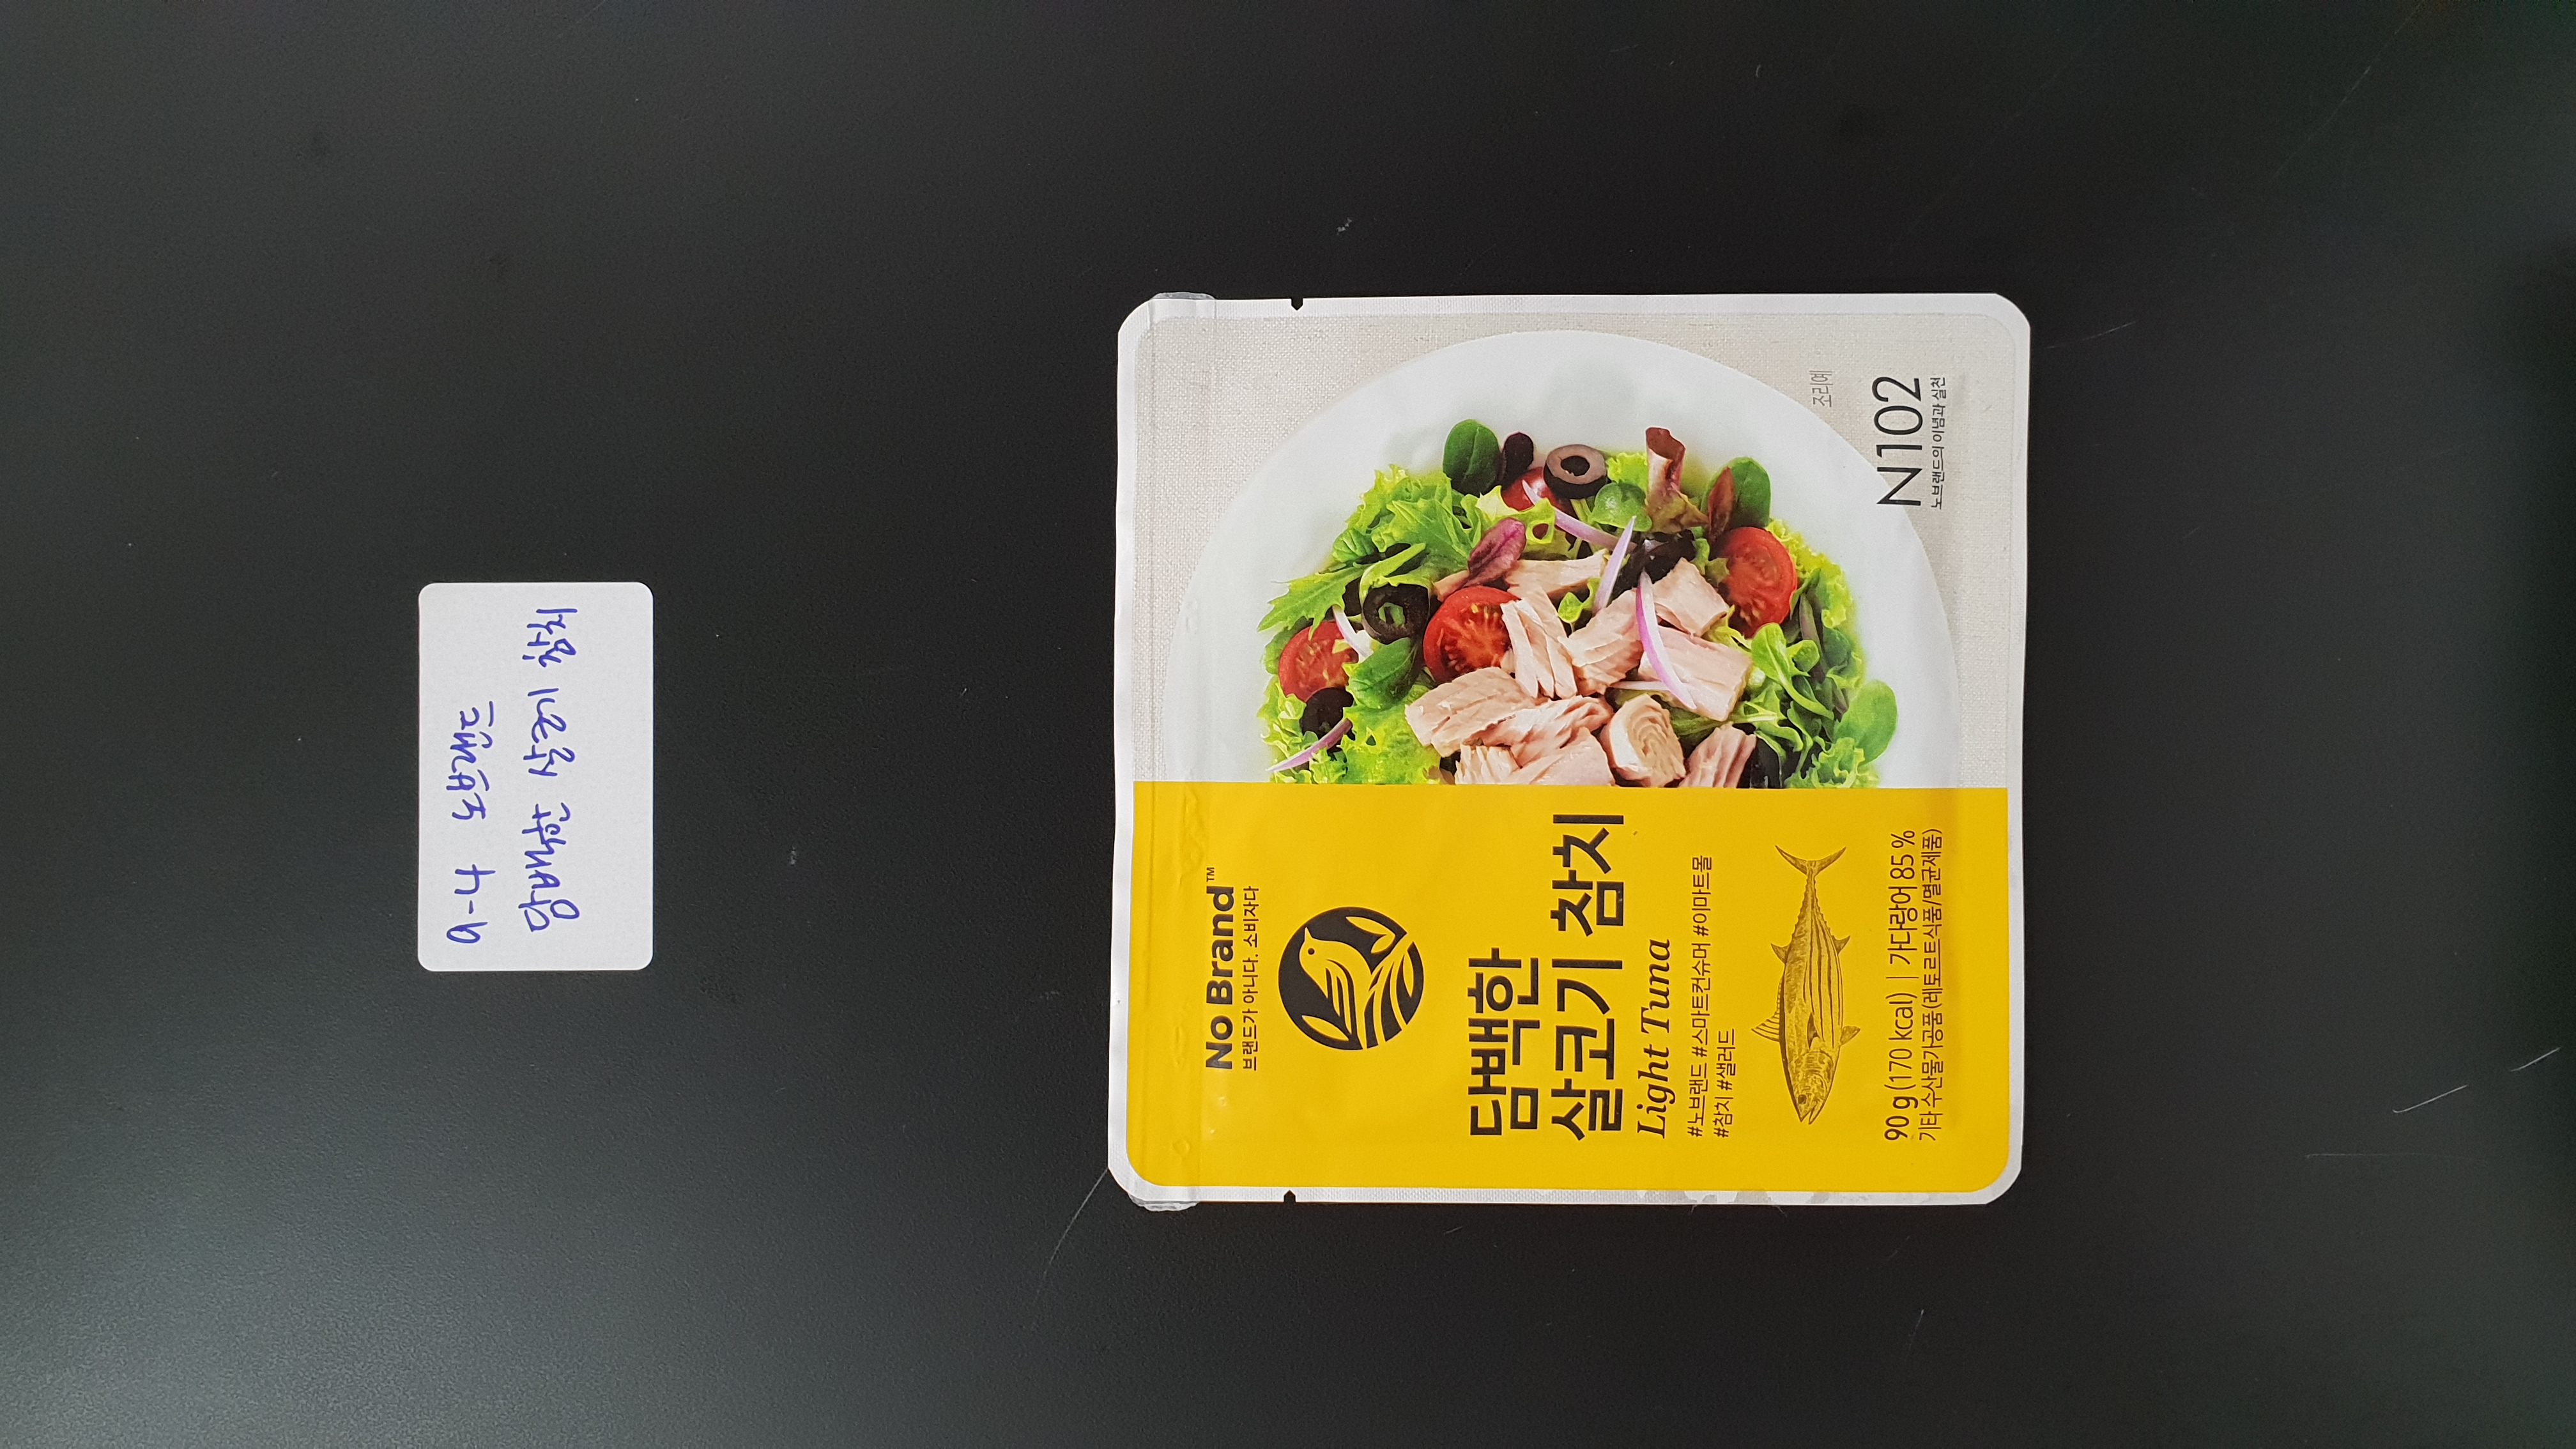 9-4 노브랜드
담백한 살코기 참치
No Brand™
브랜드가 아니다. 소비자다
담백한
살코기 참치
Light Tuna
#노브랜드 #스마트컨슈머 #이마트몰
#참치 #샐러드
90 g (170 kcal) | 가다랑어 85 %
기타 수산물가공품(레토르트식품/멸균제품)
조리예
N102
노브랜드의 이념과 실천